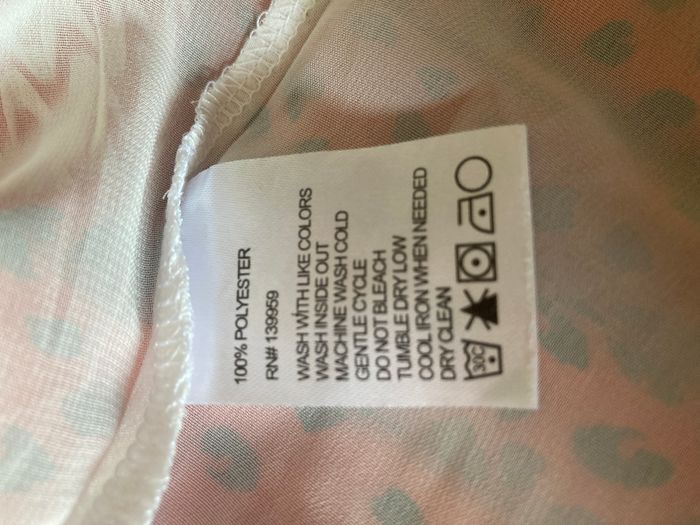 100% POLYESTER
RN# 139959
WASH WITH LIKE COLORS
WASH INSIDE OUT
MACHINE WASH COLD
GENTLE CYCLE
DO NOT BLEACH
TUMBLE DRY LOW
COOL IRON WHEN NEEDED
DRY CLEAN
30C